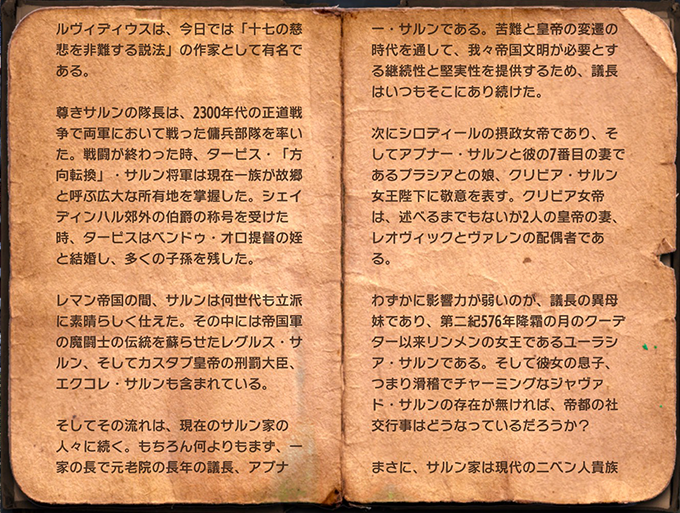 ルヴィディウスは、今日では「十七の慈
悲を非難する説法」の作家として有名で
ある。
尊きサルンの隊長は、2300年代の正道戦
争で両軍において戦った傭兵部隊を率い
た。戦闘が終わった時、タービス・「方
向転換」・サルン将軍は現在一族が故郷
と呼ぶ広大な所有地を掌握した。シェイ
ディンハル郊外の伯爵の称号を受けた
時、タービスはベンドゥ・オロ提督の姪
と結婚し、多くの子孫を残した。
レマン帝国の間、サルンは何世代も立派
に素晴らしく仕えた。その中には帝国軍
の魔闘士の伝統を蘇らせたレグルス・サ
ルン、そしてカスタブ皇帝の刑罰大臣、
エクコレ・サルンも含まれている。
そしてその流れは、現在のサルン家の
人々に続く。もちろん何よりもまず、一
家の長で元老院の長年の議長、アブナ
ー・サルンである。苦難と皇帝の変遷の
時代を通して、我々帝国文明が必要とす
る継続性と堅実性を提供するため、議長
はいつもそこにあり続けた。
次にシロディールの摂政女帝であり、そ
してアブナー・サルンと彼の7番目の妻で
あるプラシアとの娘、クリビア・サルン
女王陛下に敬意を表す。クリビア女帝
は、述べるまでもないが2人の皇帝の妻、
レオヴィックとヴァレンの配偶者であ
る。
わずかに影響力が弱いのが、議長の異母
妹であり、第二紀576年降霜の月のクーデ
ター以来リンメンの女王であるユーラシ
ア・サルンである。そして彼女の息子、
つまり滑稽でチャーミングなジャヴァ
ド・サルンの存在が無ければ、帝都の社
交行事はどうなっているだろうか？
まさに、サルン家は現代のニベン人貴族